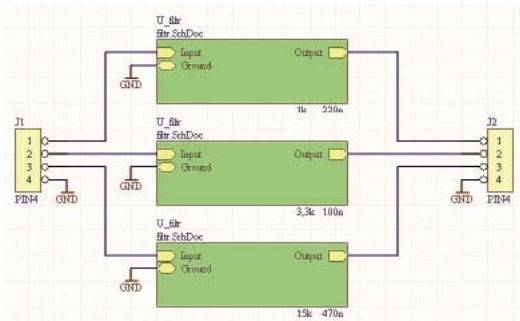 U_filtr
filtr.SchDoc
Input
Output
Ground
GND
1k 220n
J1
1
2
3
4
PIN4
GND
U_filtr
filtr.SchDoc
Input
Output
Ground
GND
3,3k 100n
J2
1
2
3
4
PIN4
GND
U_filtr
filtr.SchDoc
Input
Output
Ground
GND
15k 470n